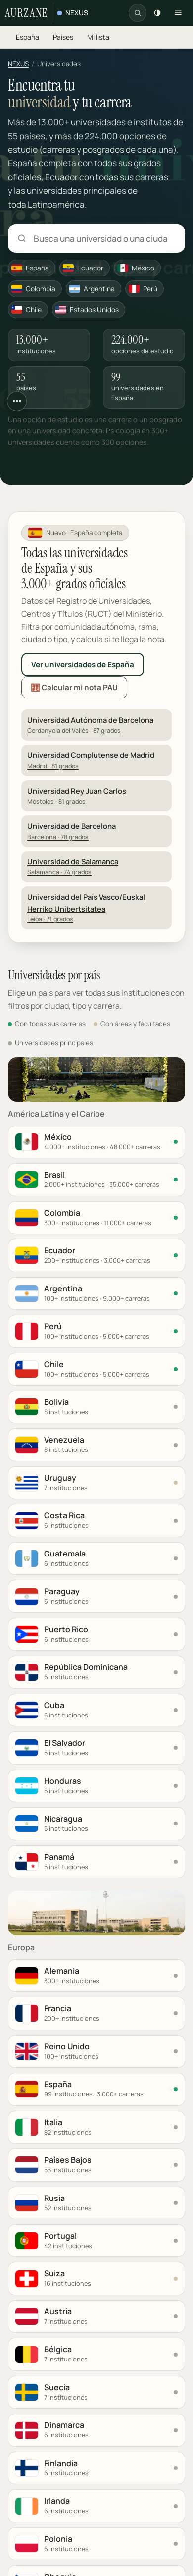 AURZANE NEXUS
España Países Mi lista
NEXUS / Universidades
Encuentra tu
universidad y tu carrera
Más de 13.000+ universidades e institutos de
55 países, y más de 224.000 opciones de
estudio (carreras y posgrados de cada una).
España completa con todos sus grados
oficiales. Ecuador con todas sus carreras
y las universidades principales de
toda Latinoamérica.
Busca una universidad o una ciuda
España Ecuador México
Colombia Argentina Perú
Chile Estados Unidos
13.000+
instituciones
224.000+
opciones de estudio
55
países
99
universidades en
España
Una opción de estudio es una carrera o un posgrado
en una universidad concreta. Psicología en 300+
universidades cuenta como 300 opciones.
Nuevo · España completa
Todas las universidades
de España y sus
3.000+ grados oficiales
Datos del Registro de Universidades,
Centros y Títulos (RUCT) del Ministerio.
Filtra por comunidad autónoma, rama,
ciudad o tipo, y calcula si te llega la nota.
Ver universidades de España
Calcular mi nota PAU
Universidad Autónoma de Barcelona
Cerdanyola del Vallès · 87 grados
Universidad Complutense de Madrid
Madrid · 81 grados
Universidad Rey Juan Carlos
Móstoles · 81 grados
Universidad de Barcelona
Barcelona · 78 grados
Universidad de Salamanca
Salamanca · 74 grados
Universidad del País Vasco/Euskal
Herriko Unibertsitatea
Leioa · 71 grados
Universidades por país
Elige un país para ver todas sus instituciones con
filtros por ciudad, tipo y carrera.
Con todas sus carreras Con áreas y facultades
Universidades principales
América Latina y el Caribe
México
4.000+ instituciones · 48.000+ carreras
Brasil
2.000+ instituciones · 35.000+ carreras
Colombia
300+ instituciones · 11.000+ carreras
Ecuador
200+ instituciones · 3.000+ carreras
Argentina
100+ instituciones · 9.000+ carreras
Perú
100+ instituciones · 5.000+ carreras
Chile
100+ instituciones · 5.000+ carreras
Bolivia
8 instituciones
Venezuela
8 instituciones
Uruguay
7 instituciones
Costa Rica
6 instituciones
Guatemala
6 instituciones
Paraguay
6 instituciones
Puerto Rico
6 instituciones
República Dominicana
6 instituciones
Cuba
5 instituciones
El Salvador
5 instituciones
Honduras
5 instituciones
Nicaragua
5 instituciones
Panamá
5 instituciones
Europa
Alemania
300+ instituciones
Francia
200+ instituciones
Reino Unido
100+ instituciones
España
99 instituciones · 3.000+ carreras
Italia
82 instituciones
Países Bajos
55 instituciones
Rusia
52 instituciones
Portugal
42 instituciones
Suiza
16 instituciones
Austria
7 instituciones
Bélgica
7 instituciones
Suecia
7 instituciones
Dinamarca
6 instituciones
Finlandia
6 instituciones
Irlanda
6 instituciones
Polonia
6 instituciones